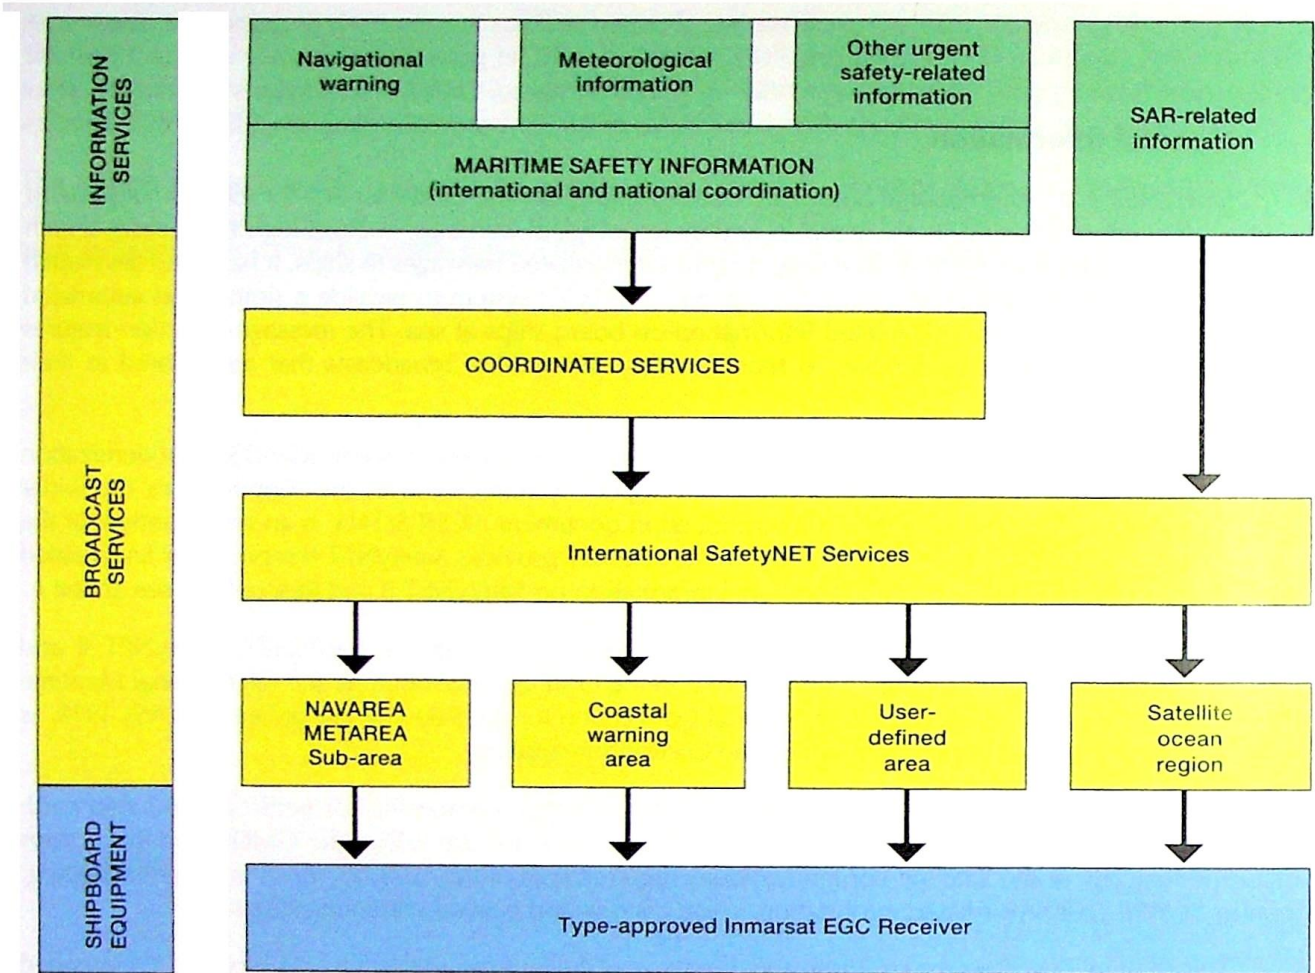 INFORMATION
SERVICES
Navigational
warning
Meteorological
information
Other urgent
safety-related
information
MARITIME SAFETY INFORMATION
(international and national coordination)
SAR-related
information
BROADCAST
SERVICES
COORDINATED SERVICES
International SafetyNET Services
NAVAREA
METAREA
Sub-area
Coastal
warning
area
User-
defined
area
Satellite
ocean
region
SHIPBOARD
EQUIPMENT
Type-approved Inmarsat EGC Receiver